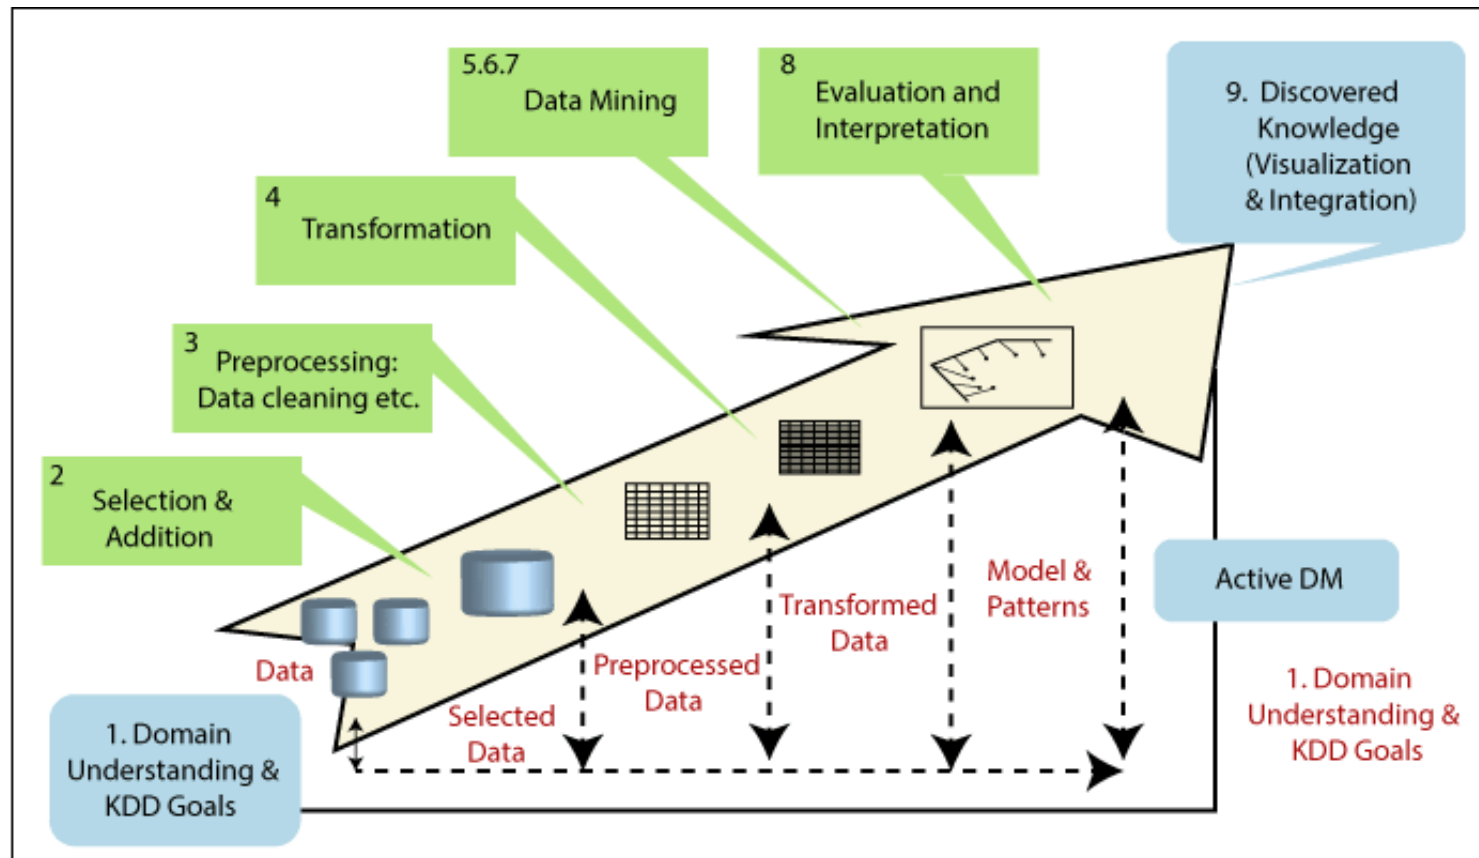 5.6.7
Data Mining
8
Evaluation and
Interpretation
9. Discovered
Knowledge
(Visualization
& Integration)
4
Transformation
3
Preprocessing:
Data cleaning etc.
2
Selection &
Addition
Data
1. Domain
Understanding &
KDD Goals
Selected
Data
Preprocessed
Data
Transformed
Data
Model &
Patterns
Active DM
1. Domain
Understanding &
KDD Goals